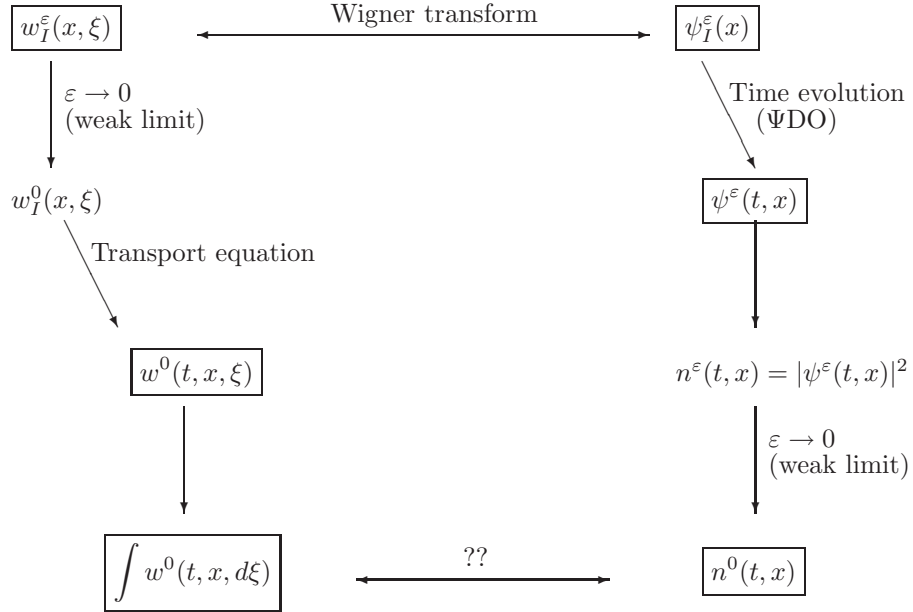 Wigner transform
w_I^ε(x, ξ)
ψ_I^ε(x)
ε → 0
(weak limit)
Time evolution
(ΨDO)
w_I^0(x, ξ)
ψ^ε(t, x)
Transport equation
w^0(t, x, ξ)
n^ε(t, x) = |ψ^ε(t, x)|^2
ε → 0
(weak limit)
??
∫ w^0(t, x, dξ)
n^0(t, x)